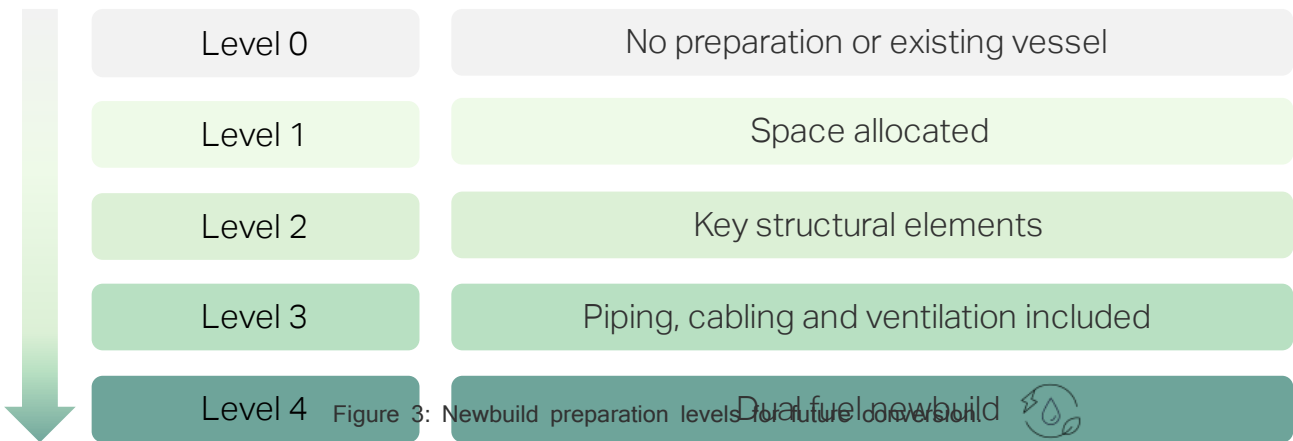 Level 0 No preparation or existing vessel
Level 1 Space allocated
Level 2 Key structural elements
Level 3 Piping, cabling and ventilation included
Level 4 Dual fuel newbuild
Figure 3: Newbuild preparation levels for future conversion.